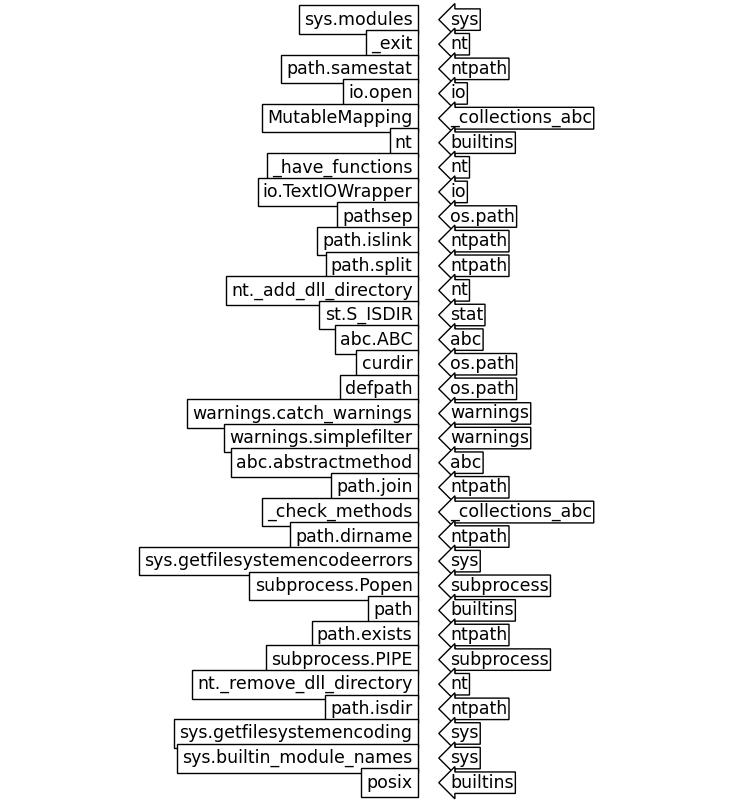 sys.modules sys
_exit nt
path.samestat ntpath
io.open io
MutableMapping _collections_abc
nt builtins
_have_functions nt
io.TextIOWrapper io
pathsep os.path
path.islink ntpath
path.split ntpath
nt._add_dll_directory nt
st.S_ISDIR stat
abc.ABC abc
curdir os.path
defpath os.path
warnings.catch_warnings warnings
warnings.simplefilter warnings
abc.abstractmethod abc
path.join ntpath
_check_methods _collections_abc
path.dirname ntpath
sys.getfilesystemencodeerrors sys
subprocess.Popen subprocess
path builtins
path.exists ntpath
subprocess.PIPE subprocess
nt._remove_dll_directory nt
path.isdir ntpath
sys.getfilesystemencoding sys
sys.builtin_module_names sys
posix builtins